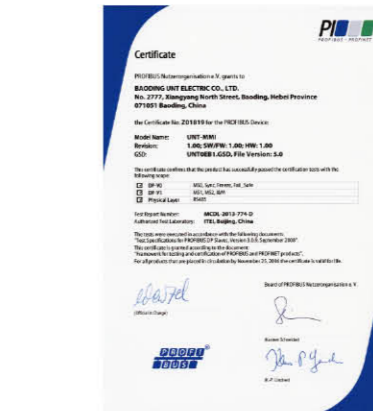 PI
PROFIBUS · PROFINET
Certificate
PROFIBUS Nutzerorganisation e.V. grants to
BAODING UNT ELECTRIC CO., LTD.
No. 2777, Xiangyang North Street, Baoding, Hebei Province
071051 Baoding, China
the Certificate No: Z01819 for the PROFIBUS Device:
Model Name: UNT-MMI
Revision: 1.00; SW/FW: 1.00; HW: 1.00
GSD: UNT0EB1.GSD, File Version: 5.0
This certificate confirms that the product has successfully passed the certification tests with the
following scope:
DP-V0 MS0, Sync, Freeze, Fail_Safe
DP-V1 MS1, MS2, I&M
Physical Layer RS485
Test Report Number: MCDL-2013-774-D
Authorized Test Laboratory: ITEI, Beijing, China
The tests were executed in accordance with the following documents:
"Test Specifications for PROFIBUS DP Slaves, Version 3.0.5, September 2008"
This certificate is granted according to the document:
"Framework for testing and certification of PROFIBUS and PROFINET products".
For all products that are placed in circulation by November 25, 2016 the certificate is valid for life.
(Official in Charge)
Board of PROFIBUS Nutzerorganisation e. V.
Karsten Schneider
PROFI
BUS
K.-P. Lindner